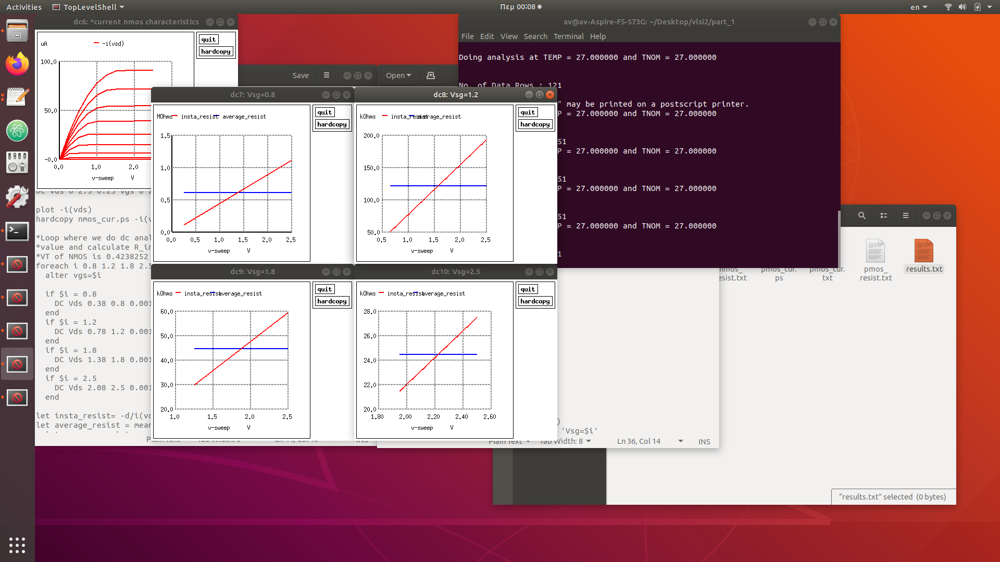 Activities
TopLevelShell
Πεμ 00:08
en
dc6: *current nmos characteristics
uA
-i(vsd)
quit
hardcopy
100.0
50.0
-0.0
0.0 1.0 2.0
v-sweep V
Save
Open
av@av-Aspire-F5-573G: ~/Desktop/vlsi2/part_1
File Edit View Search Terminal Help
Doing analysis at TEMP = 27.000000 and TNOM = 27.000000
No. of Data Rows : 121
" may be printed on a postscript printer.
P = 27.000000 and TNOM = 27.000000
51
P = 27.000000 and TNOM = 27.000000
51
P = 27.000000 and TNOM = 27.000000
51
P = 27.000000 and TNOM = 27.000000
1
dc7: Vsg=0.8
MOhms insta_resist average_resist
quit
hardcopy
1.5
1.0
0.5
0.0
0.0 0.5 1.0 1.5 2.0 2.5
v-sweep V
dc8: Vsg=1.2
kOhms insta_resist average_resist
quit
hardcopy
200.0
150.0
100.0
50.0
0.5 1.0 1.5 2.0 2.5
v-sweep V
dc9: Vsg=1.8
kOhms insta_resist average_resist
quit
hardcopy
60.0
50.0
40.0
30.0
20.0
1.0 1.5 2.0 2.5
v-sweep V
dc10: Vsg=2.5
kOhms insta_resist average_resist
quit
hardcopy
28.0
26.0
24.0
22.0
20.0
1.80 2.00 2.20 2.40 2.60
v-sweep V
DC Vds 0 2.5 0.25 Vgs 0 2
plot -i(vds)
hardcopy nmos_cur.ps -i(v
*Loop where we do dc anal
*value and calculate R_in
*VT of NMOS is 0.4238252
foreach i 0.8 1.2 1.8 2.5
alter vgs=$i
if $i = 0.8
DC Vds 0.38 0.8 0.001
end
if $i = 1.2
DC Vds 0.78 1.2 0.001
end
if $i = 1.8
DC Vds 1.38 1.8 0.001
end
if $i = 2.5
DC Vds 2.08 2.5 0.001
end
let insta_resist= -d/i(vd
let average_resist = mean
)
'Vsg=$i'
Plain Text Tab Width: 8 Ln 36, Col 14 INS
nmos_
resist.txt
pmos_cur.
ps
pmos_cur.
txt
pmos_
resist.txt
results.txt
“results.txt” selected (0 bytes)